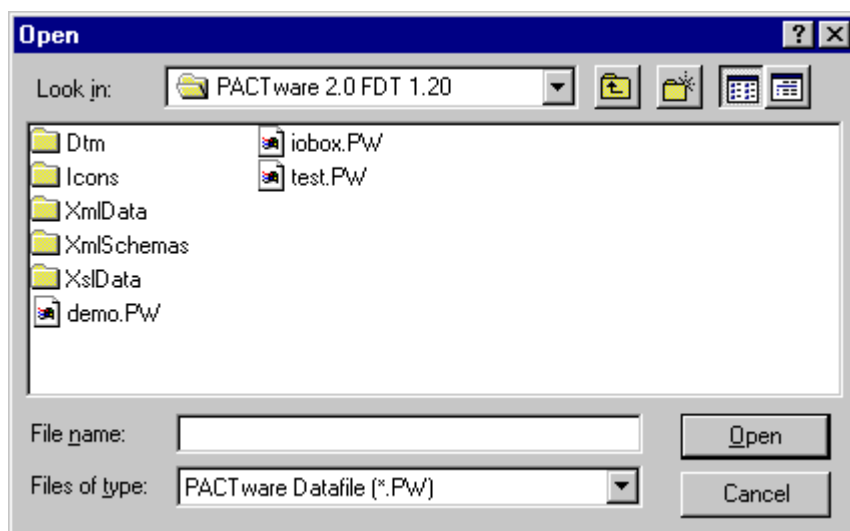 Open
Look in: PACTware 2.0 FDT 1.20
Dtm
Icons
XmlData
XmlSchemas
XslData
demo.PW
iobox.PW
test.PW
File name:
Open
Files of type: PACTware Datafile (*.PW)
Cancel